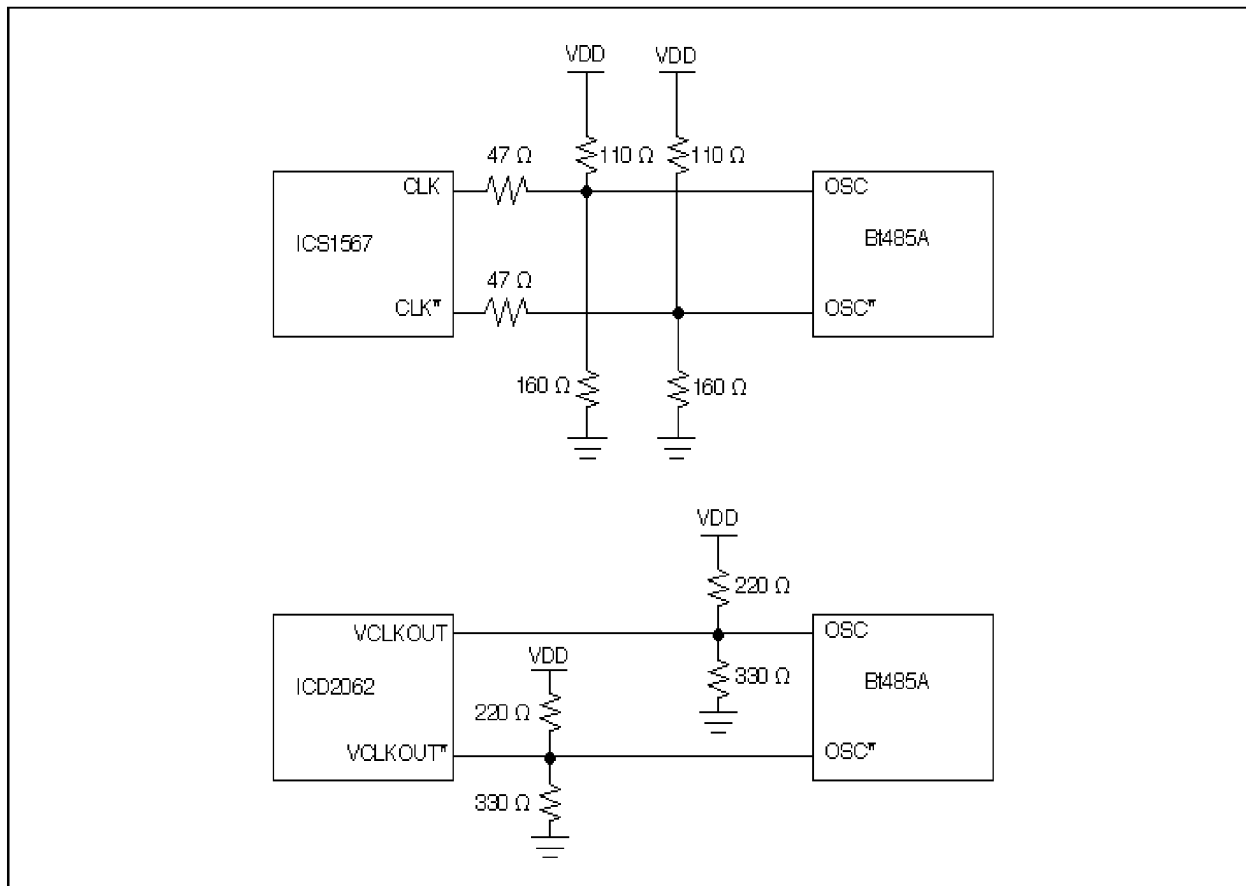 VDD VDD
110 Ω 110 Ω
47 Ω
CLK
OSC
ICS1567
Bt485A
47 Ω
CLK*
OSC*
160 Ω 160 Ω
VDD
220 Ω
VCLKOUT
OSC
VDD
330 Ω
ICD2062
Bt485A
220 Ω
VCLKOUT*
OSC*
330 Ω